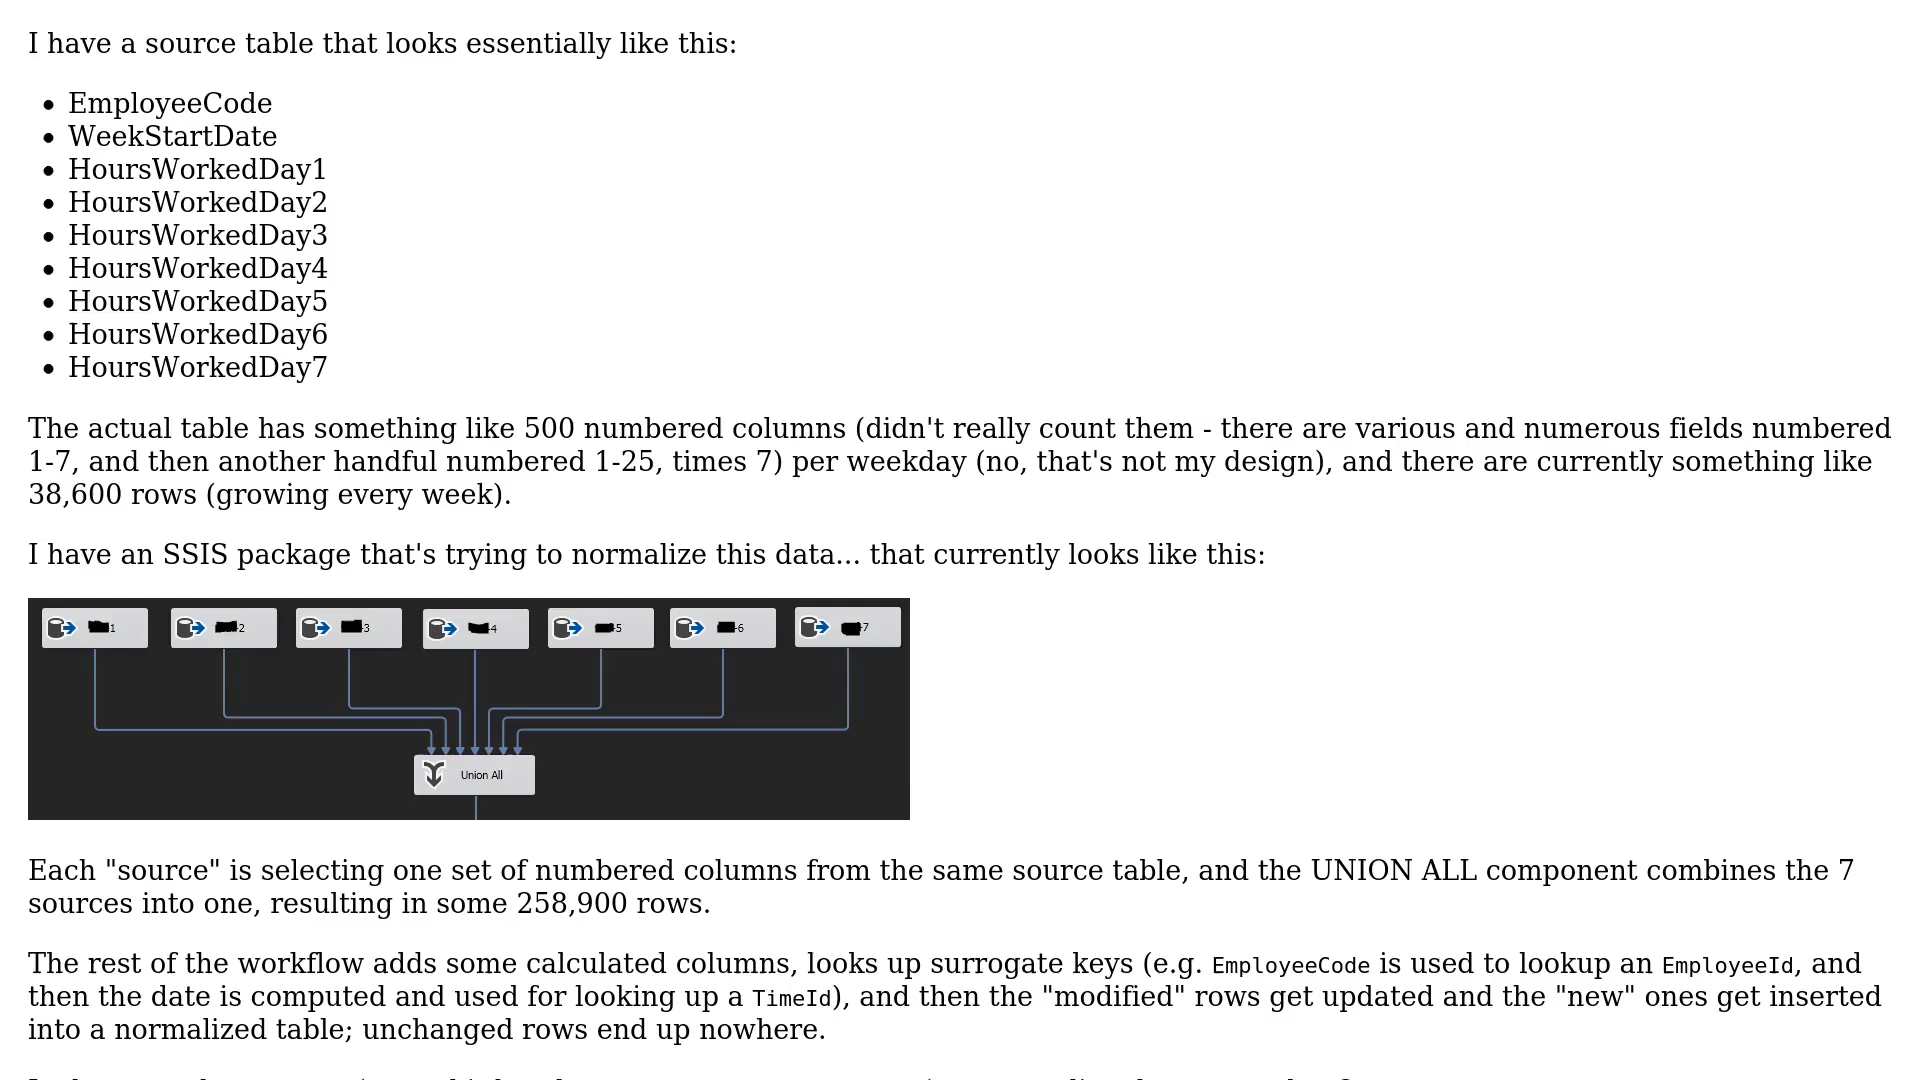 I have a source table that looks essentially like this:
EmployeeCode
WeekStartDate
HoursWorkedDay1
HoursWorkedDay2
HoursWorkedDay3
HoursWorkedDay4
HoursWorkedDay5
HoursWorkedDay6
HoursWorkedDay7
The actual table has something like 500 numbered columns (didn't really count them - there are various and numerous fields numbered
1-7, and then another handful numbered 1-25, times 7) per weekday (no, that's not my design), and there are currently something like
38,600 rows (growing every week).
I have an SSIS package that's trying to normalize this data... that currently looks like this:
1 2 3 4 5 6 7
Union All
Each "source" is selecting one set of numbered columns from the same source table, and the UNION ALL component combines the 7
sources into one, resulting in some 258,900 rows.
The rest of the workflow adds some calculated columns, looks up surrogate keys (e.g. EmployeeCode is used to lookup an EmployeeId, and
then the date is computed and used for looking up a TimeId), and then the "modified" rows get updated and the "new" ones get inserted
into a normalized table; unchanged rows end up nowhere.